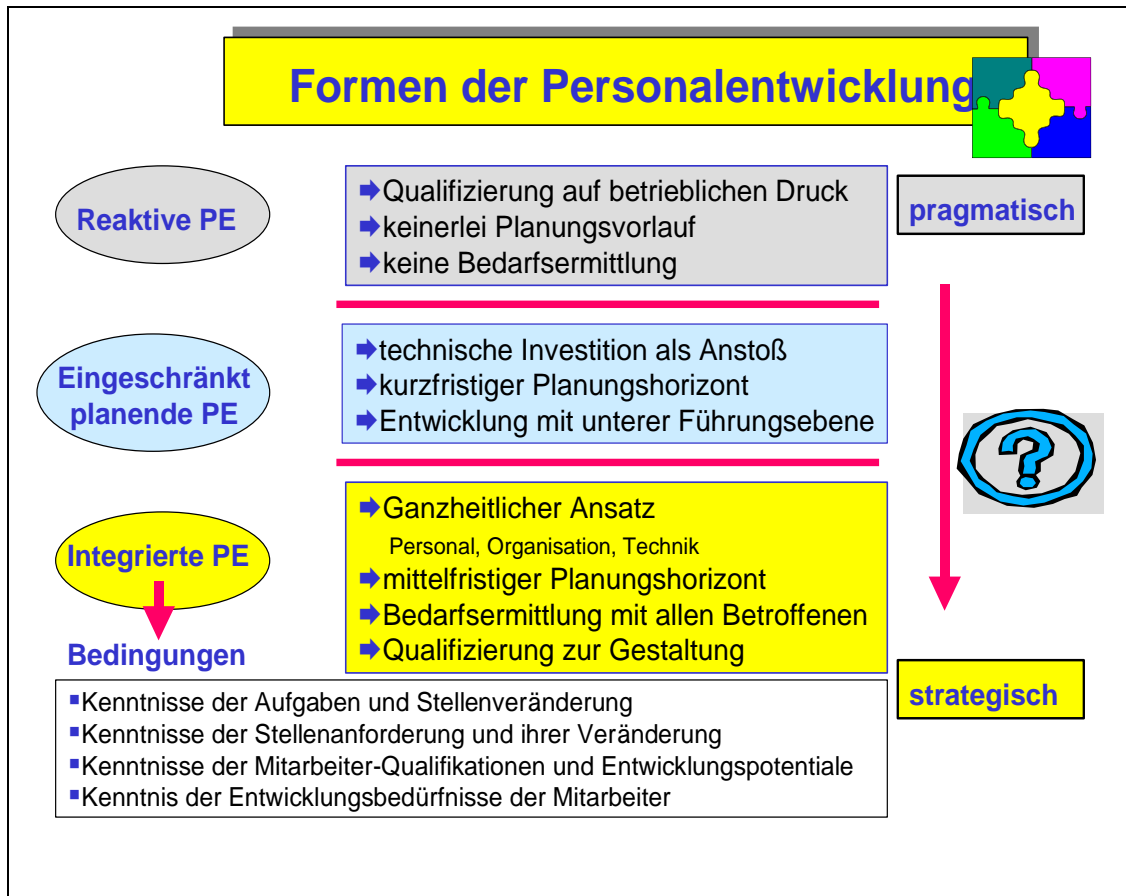 Formen der Personalentwicklung
Reaktive PE
➡Qualifizierung auf betrieblichen Druck
➡keinerlei Planungsvorlauf
➡keine Bedarfsermittlung
pragmatisch
Eingeschränkt
planende PE
➡technische Investition als Anstoß
➡kurzfristiger Planungshorizont
➡Entwicklung mit unterer Führungsebene
?
Integrierte PE
➡Ganzheitlicher Ansatz
Personal, Organisation, Technik
➡mittelfristiger Planungshorizont
➡Bedarfsermittlung mit allen Betroffenen
➡Qualifizierung zur Gestaltung
strategisch
Bedingungen
▪Kenntnisse der Aufgaben und Stellenveränderung
▪Kenntnisse der Stellenanforderung und ihrer Veränderung
▪Kenntnisse der Mitarbeiter-Qualifikationen und Entwicklungspotentiale
▪Kenntnis der Entwicklungsbedürfnisse der Mitarbeiter